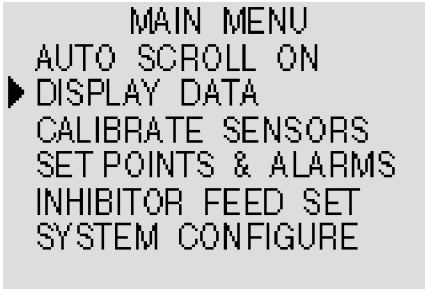 MAIN MENU
AUTO SCROLL ON
DISPLAY DATA
CALIBRATE SENSORS
SET POINTS & ALARMS
INHIBITOR FEED SET
SYSTEM CONFIGURE